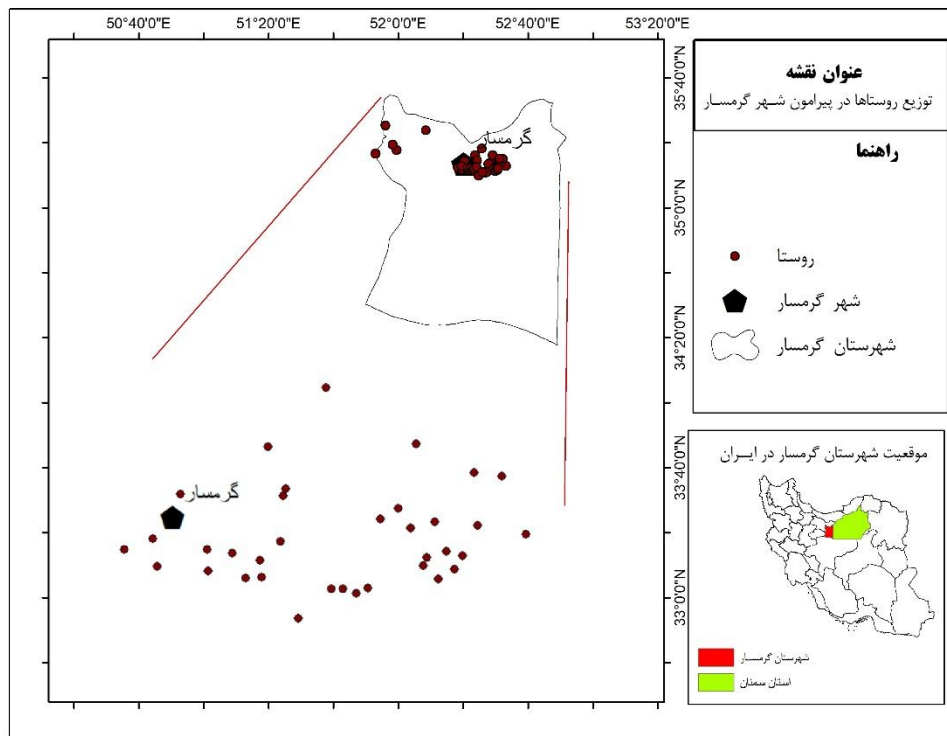 50°40'0"E 51°20'0"E 52°0'0"E 52°40'0"E 53°20'0"E
35°40'0"N
35°0'0"N
34°20'0"N
33°40'0"N
33°0'0"N
گرمسار
گرمسار
عنوان نقشه
توزیع روستاها در پیرامون شهر گرمسار
راهنما
روستا
شهر گرمسار
شهرستان گرمسار
موقعیت شهرستان گرمسار در ایران
شهرستان گرمسار
استان سمنان